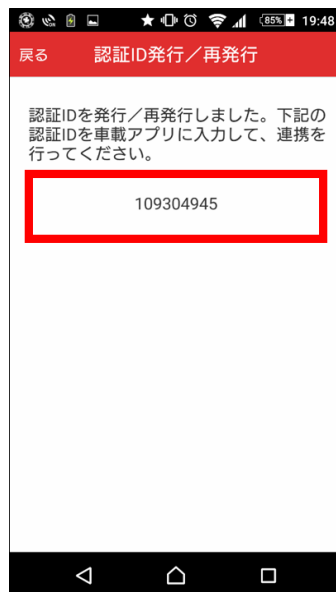 85% 19:48
戻る 認証ID発行／再発行
認証IDを発行／再発行しました。下記の
認証IDを車載アプリに入力して、連携を
行ってください。
109304945